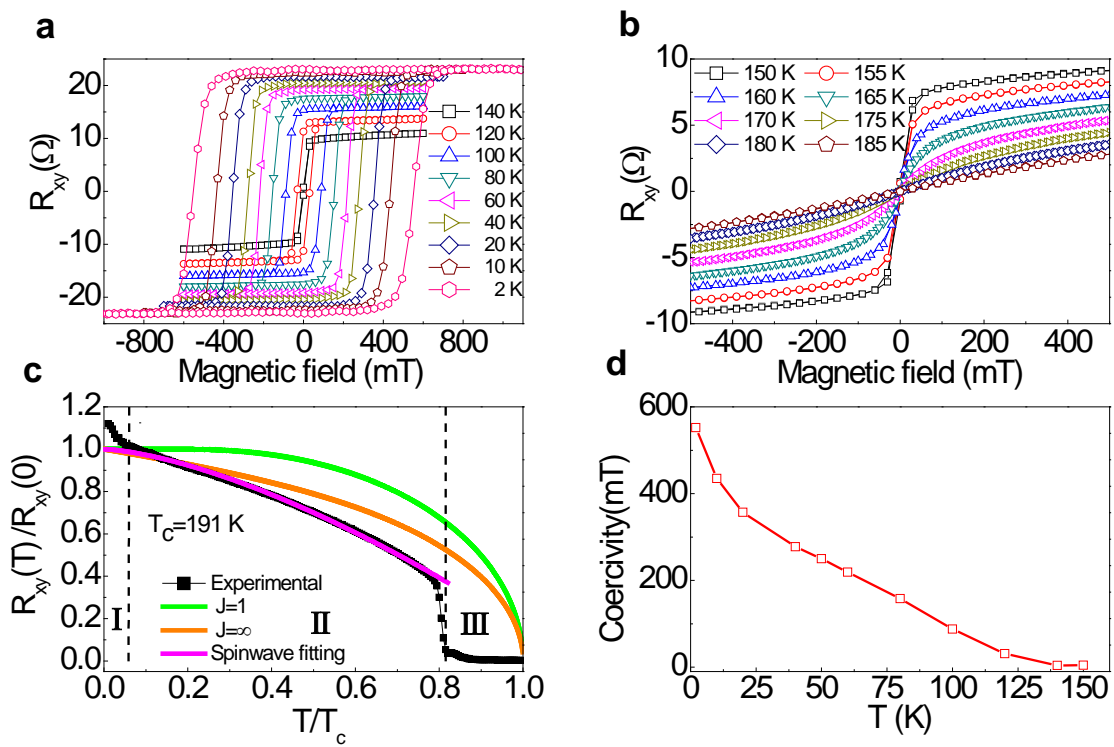 a
R_xy(Ω)
20
10
0
-10
-20
-800
-400
0
400
800
Magnetic field (mT)
140 K
120 K
100 K
80 K
60 K
40 K
20 K
10 K
2 K
b
R_xy(Ω)
10
5
0
-5
-10
-400
-200
0
200
400
Magnetic field (mT)
150 K 155 K
160 K 165 K
170 K 175 K
180 K 185 K
c
R_xy(T)/R_xy(0)
1.2
1.0
0.8
0.6
0.4
0.2
0.0
0.0
0.2
0.4
0.6
0.8
1.0
T/T_c
T_C=191 K
Experimental
J=1
J=∞
Spinwave fitting
I
II
III
d
Coercivity(mT)
600
400
200
0
0
25
50
75
100
125
150
T (K)